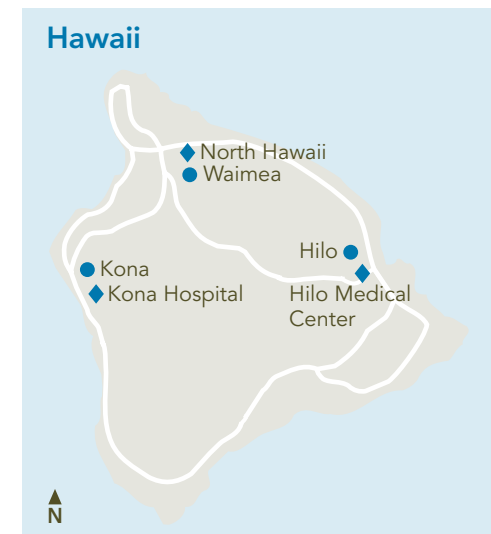 Hawaii
North Hawaii
Waimea
Hilo
Kona
Kona Hospital
Hilo Medical
Center
N